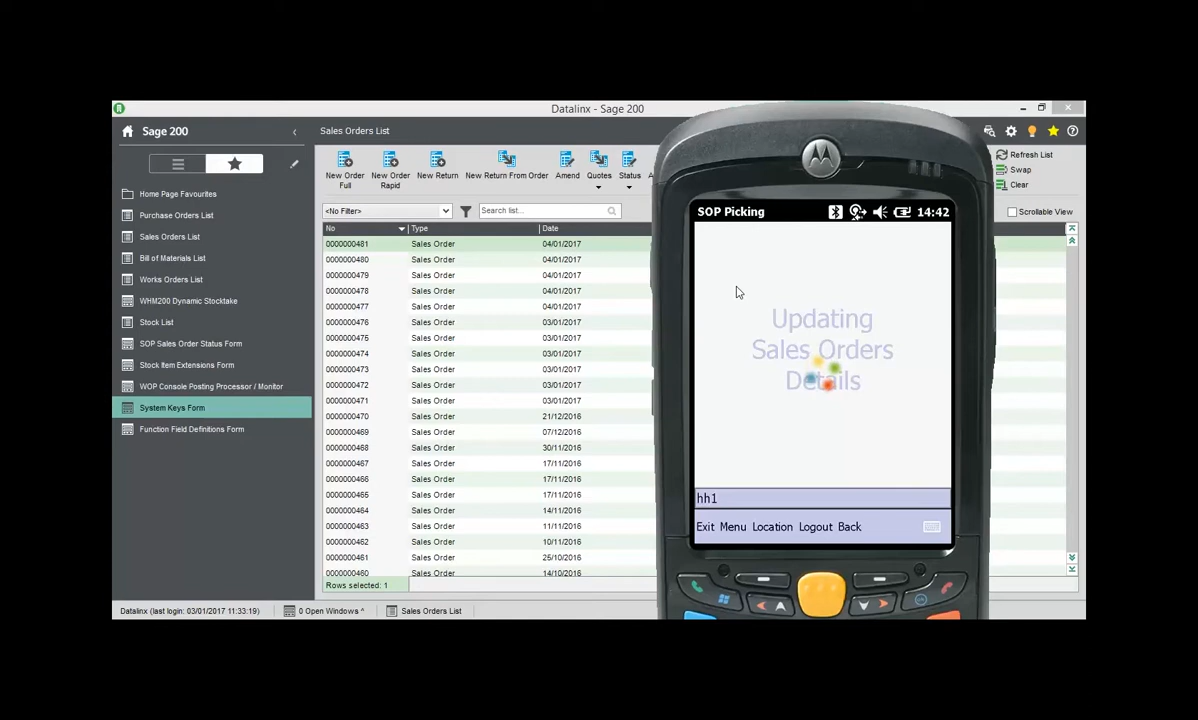 Datalinx - Sage 200
Sage 200
Home Page Favourites
Purchase Orders List
Sales Orders List
Bill of Materials List
Works Orders List
WHM200 Dynamic Stocktake
Stock List
SOP Sales Order Status Form
Stock Item Extensions Form
WOP Console Posting Processor / Monitor
System Keys Form
Function Field Definitions Form
Sales Orders List
New Order Full
New Order Rapid
New Return
New Return From Order
Amend
Quotes
Status
Refresh List
Swap
Clear
<No Filter>
Search list...
Scrollable View
No Type Date
0000000481 Sales Order 04/01/2017
0000000480 Sales Order 04/01/2017
0000000479 Sales Order 04/01/2017
0000000478 Sales Order 04/01/2017
0000000477 Sales Order 04/01/2017
0000000476 Sales Order 03/01/2017
0000000475 Sales Order 03/01/2017
0000000474 Sales Order 03/01/2017
0000000473 Sales Order 03/01/2017
0000000472 Sales Order 03/01/2017
0000000471 Sales Order 03/01/2017
0000000470 Sales Order 21/12/2016
0000000469 Sales Order 07/12/2016
0000000468 Sales Order 30/11/2016
0000000467 Sales Order 17/11/2016
0000000466 Sales Order 17/11/2016
0000000465 Sales Order 17/11/2016
0000000464 Sales Order 14/11/2016
0000000463 Sales Order 11/11/2016
0000000462 Sales Order 10/11/2016
0000000461 Sales Order 25/10/2016
0000000460 Sales Order 14/10/2016
Rows selected: 1
Datalinx (last login: 03/01/2017 11:33:19)
0 Open Windows ^
Sales Orders List
SOP Picking 14:42
Updating
Sales Orders
Details
hh1
Exit Menu Location Logout Back